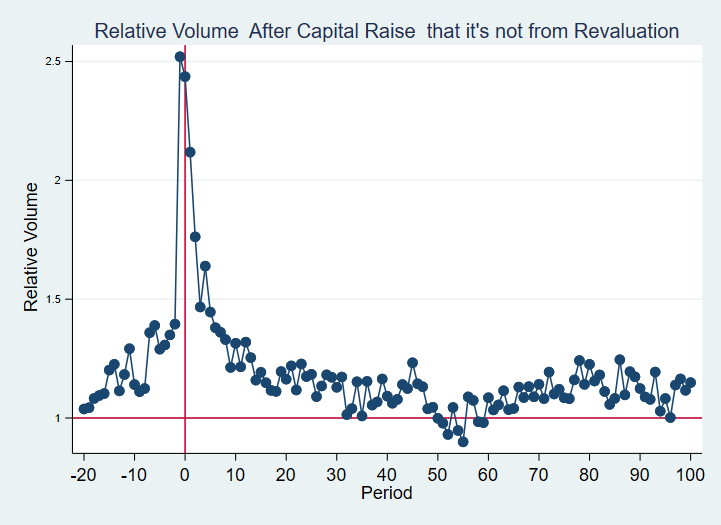 Relative Volume  After Capital Raise  that it's not from Revaluation
Relative Volume
2.5
2
1.5
1
-20 -10 0 10 20 30 40 50 60 70 80 90 100
Period